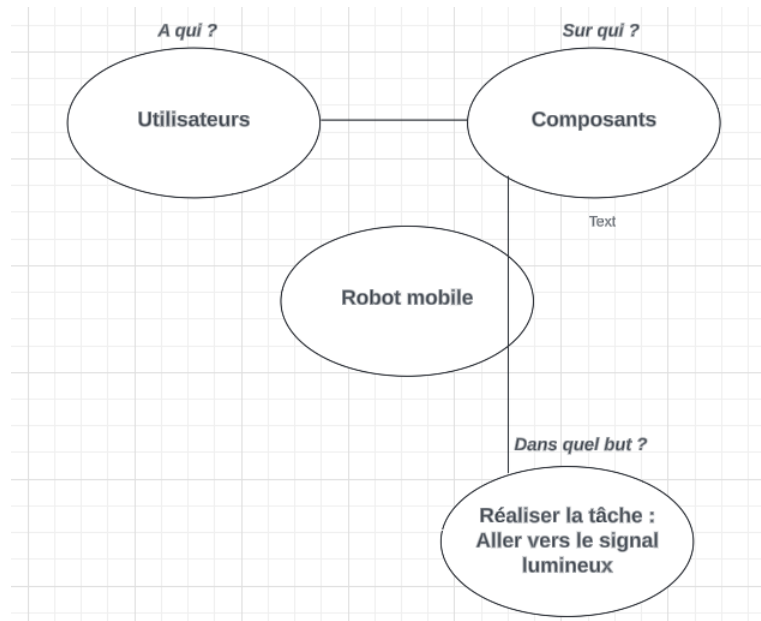 A qui ?
Sur qui ?
Utilisateurs
Composants
Text
Robot mobile
Dans quel but ?
Réaliser la tâche :
Aller vers le signal
lumineux